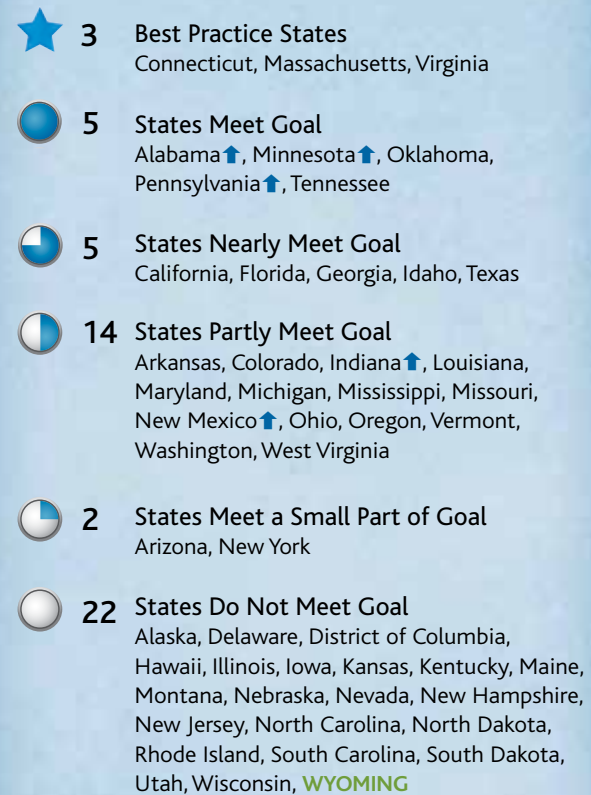 3 Best Practice States
Connecticut, Massachusetts, Virginia
5 States Meet Goal
Alabama⬆, Minnesota⬆, Oklahoma,
Pennsylvania⬆, Tennessee
5 States Nearly Meet Goal
California, Florida, Georgia, Idaho, Texas
14 States Partly Meet Goal
Arkansas, Colorado, Indiana⬆, Louisiana,
Maryland, Michigan, Mississippi, Missouri,
New Mexico⬆, Ohio, Oregon, Vermont,
Washington, West Virginia
2 States Meet a Small Part of Goal
Arizona, New York
22 States Do Not Meet Goal
Alaska, Delaware, District of Columbia,
Hawaii, Illinois, Iowa, Kansas, Kentucky, Maine,
Montana, Nebraska, Nevada, New Hampshire,
New Jersey, North Carolina, North Dakota,
Rhode Island, South Carolina, South Dakota,
Utah, Wisconsin, WYOMING